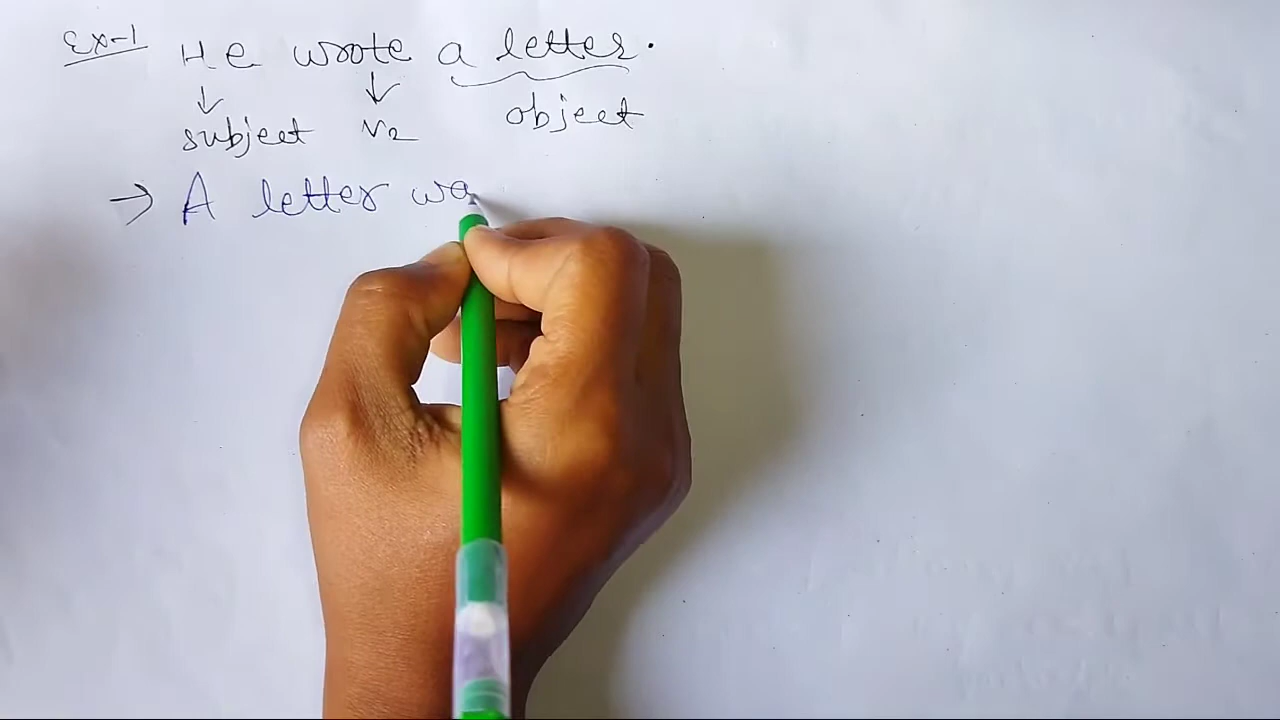 Ex-1 He wrote a letter.
subject V2 object
→ A letter wa